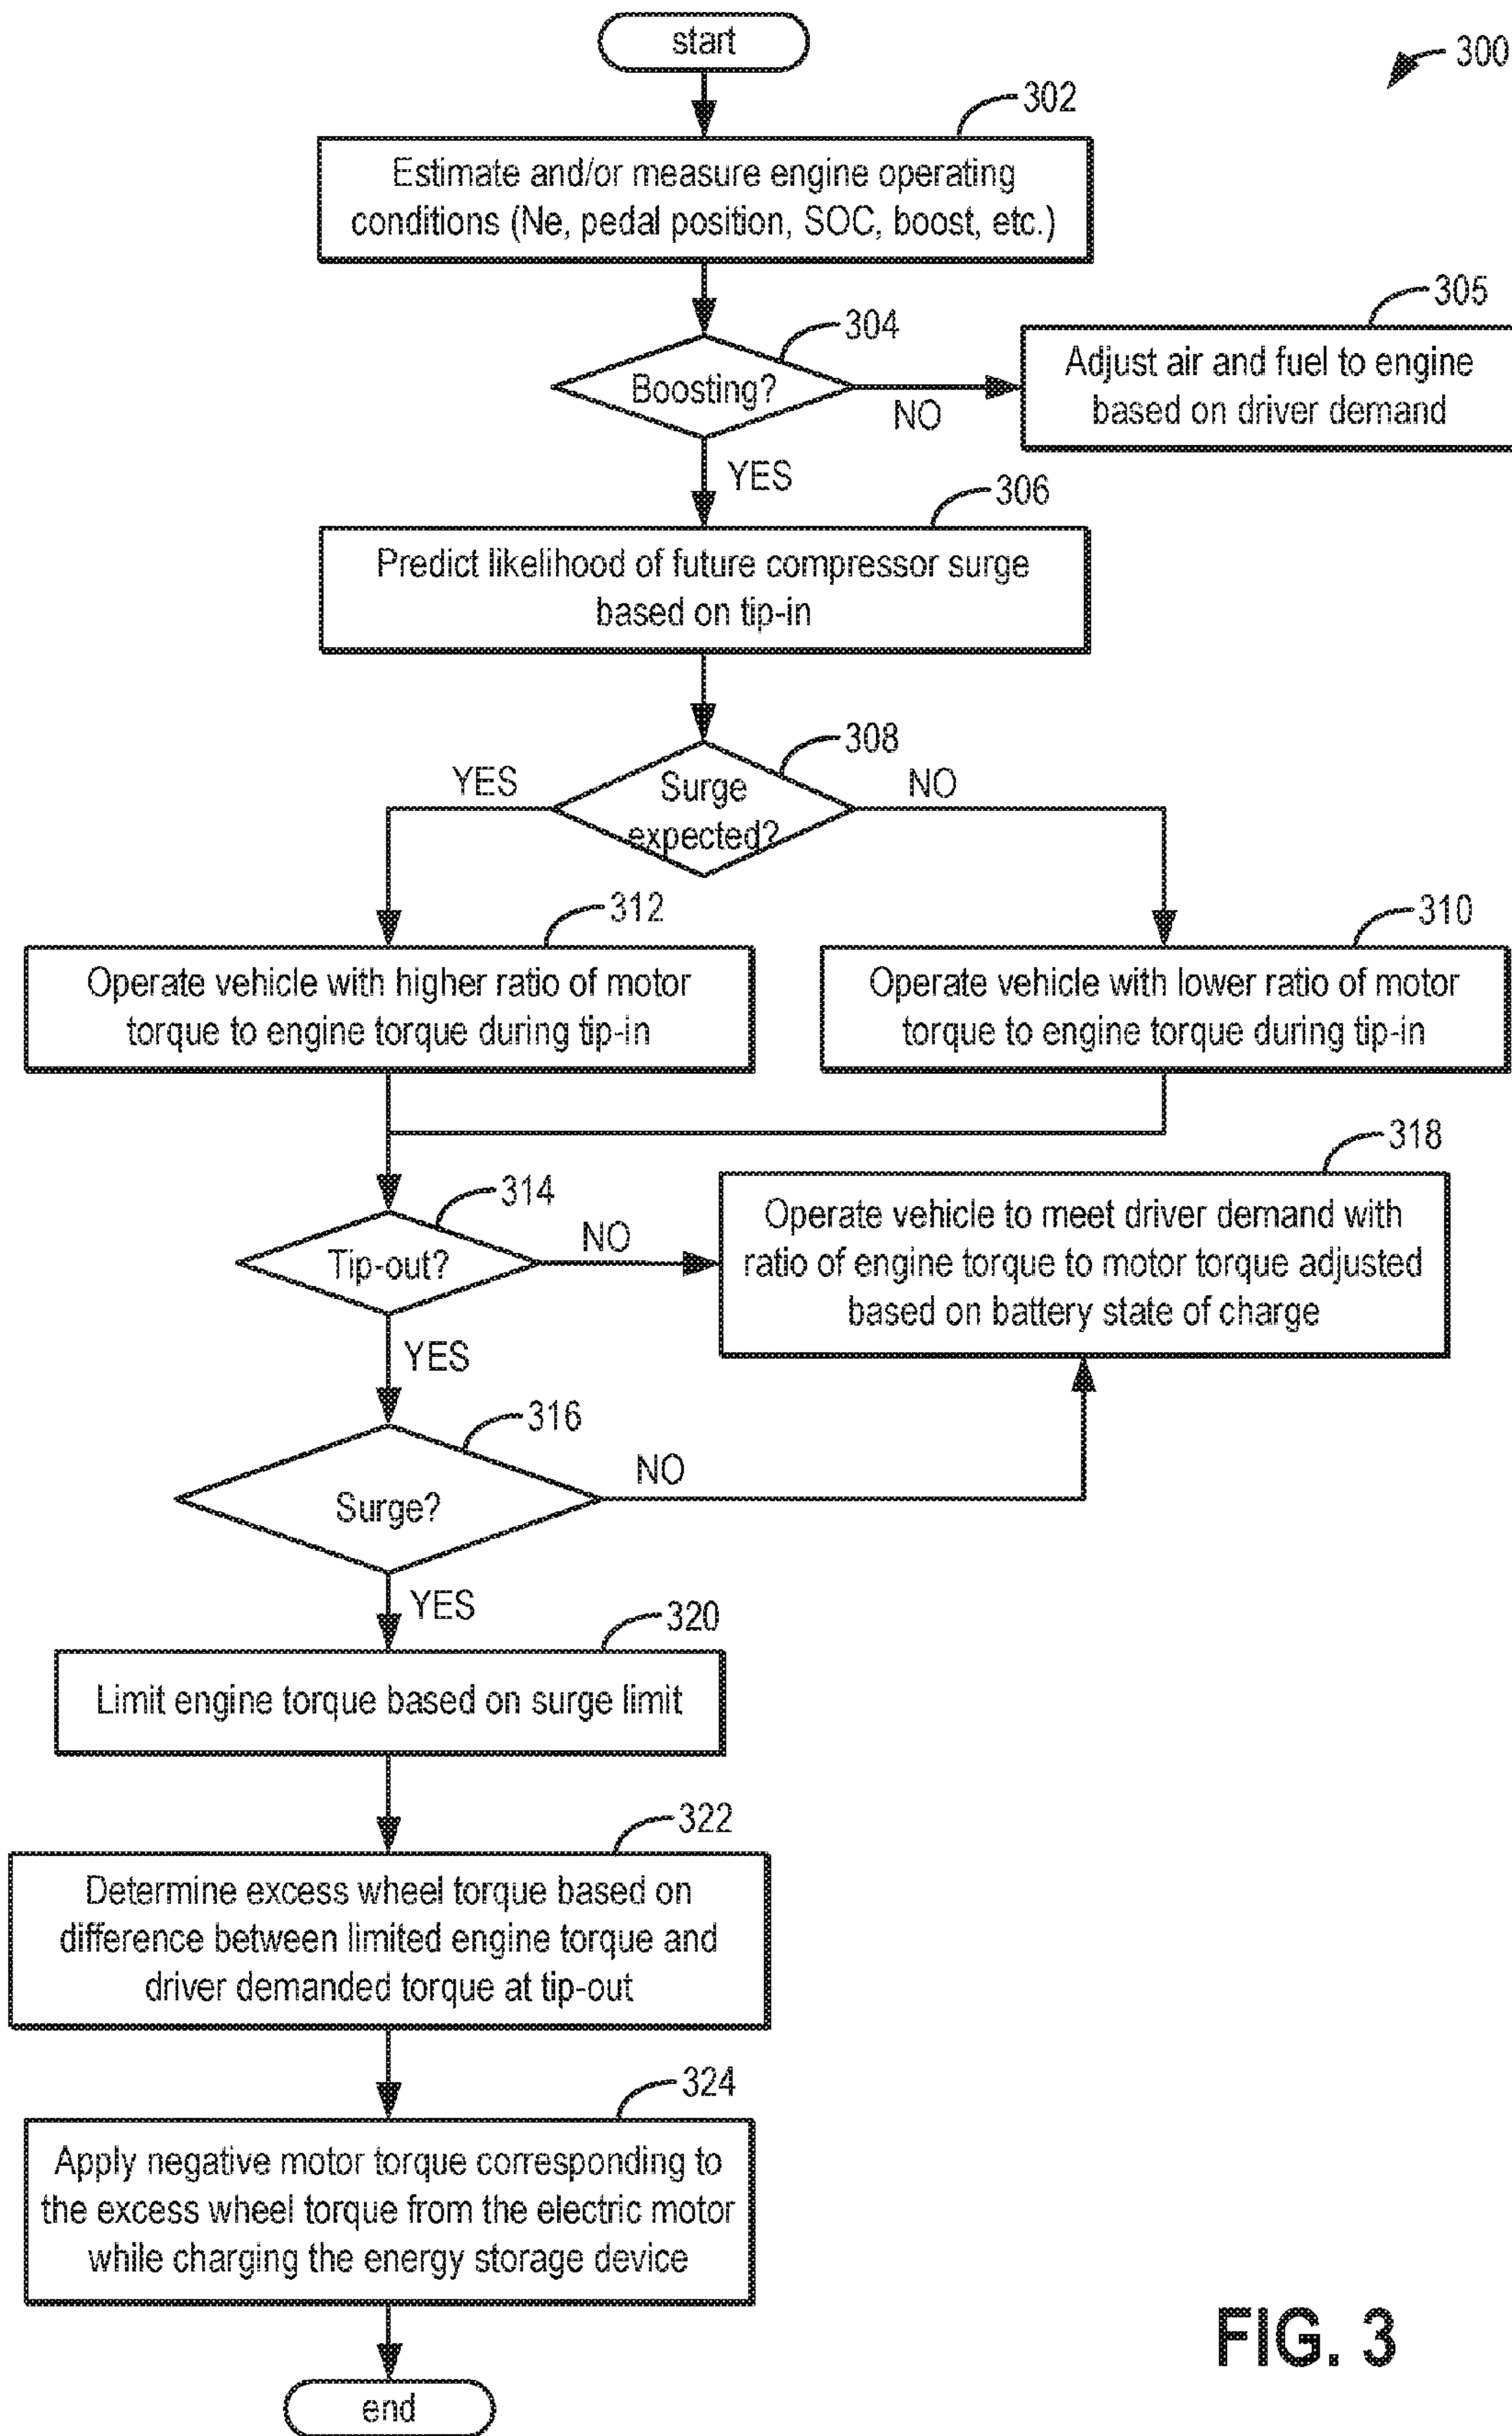 start
300
302
Estimate and/or measure engine operating
conditions (Ne, pedal position, SOC, boost, etc.)
304
Boosting?
NO
305
Adjust air and fuel to engine
based on driver demand
YES
306
Predict likelihood of future compressor surge
based on tip-in
308
YES
Surge
expected?
NO
312
Operate vehicle with higher ratio of motor
torque to engine torque during tip-in
310
Operate vehicle with lower ratio of motor
torque to engine torque during tip-in
314
Tip-out?
NO
318
Operate vehicle to meet driver demand with
ratio of engine torque to motor torque adjusted
based on battery state of charge
YES
316
Surge?
NO
YES
320
Limit engine torque based on surge limit
322
Determine excess wheel torque based on
difference between limited engine torque and
driver demanded torque at tip-out
324
Apply negative motor torque corresponding to
the excess wheel torque from the electric motor
while charging the energy storage device
end
FIG. 3